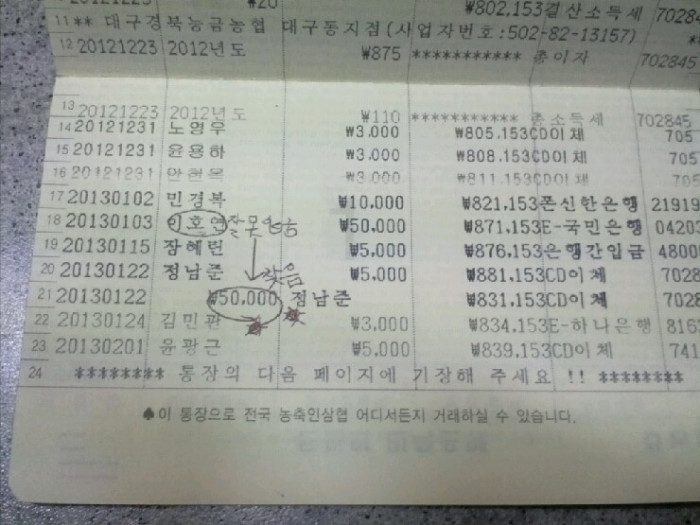 20121223 ₩20 ₩802,153결산소득세 7028
11** 대구경북능금농협 대구동지점(사업자번호:502-82-13157)
12 20121223 2012년도 ₩875 *********** 종이자 702845
13 20121223 2012년도 ₩110 *********** 종소득세 702845
14 20121231 노영우 ₩3,000 ₩805,153CD이체 705
15 20121231 윤용하 ₩3,000 ₩808,153CD이체 705
16 20121231 안현목 ₩3,000 ₩811,153CD이체 705
17 20130102 민경복 ₩10,000 ₩821,153폰신한은행 21919
18 20130103 이호연 잘못입금 ₩50,000 ₩871,153E-국민은행 04203
19 20130115 장혜린 ₩5,000 ₩876,153은행간입금 48000
20 20130122 정남준 찾음 ₩5,000 ₩881,153CD이체 702
21 20130122 ₩50,000 정남준 ₩831,153CD이체 702
22 20130124 김민관 ₩3,000 ₩834,153E-하나은행 8163
23 20130201 윤광근 ₩5,000 ₩839,153CD이체 741
24 ******** 통장의 다음 페이지에 기장해 주세요 !! ********
♠이 통장으로 전국 농축인삼협 어디서든지 거래하실 수 있습니다.